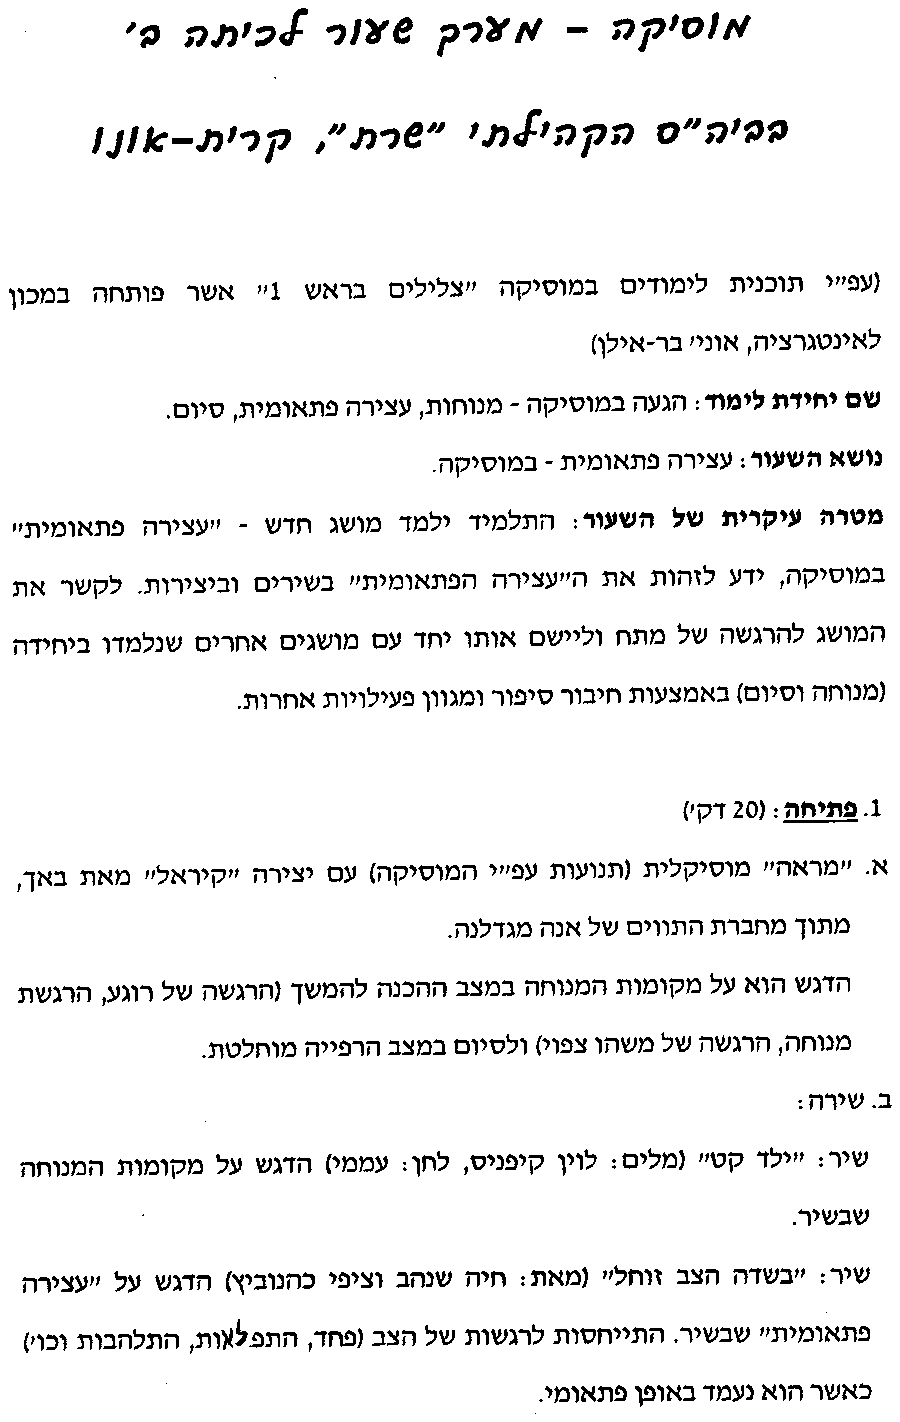 מוסיקה – מערך שעור לכיתה ב'
בביה"ס הקהילתי "שרת", קרית-אונו
(עפ"י תוכנית לימודים במוסיקה "צלילים בראש 1" אשר פותחה במכון
לאינטגרציה, אוני' בר-אילן)
שם יחידת לימוד: הגעה במוסיקה - מנוחות, עצירה פתאומית, סיום.
נושא השעור: עצירה פתאומית - במוסיקה.
מטרה עיקרית של השעור: התלמיד ילמד מושג חדש - "עצירה פתאומית"
במוסיקה, ידע לזהות את ה"עצירה הפתאומית" בשירים וביצירות. לקשר את
המושג להרגשה של מתח וליישם אותו יחד עם מושגים אחרים שנלמדו ביחידה
(מנוחה וסיום) באמצעות חיבור סיפור ומגוון פעילויות אחרות.
1. פתיחה: (20 דק')
א. "מראה" מוסיקלית (תנועות עפ"י המוסיקה) עם יצירה "קיראל" מאת באך,
מתוך מחברת התווים של אנה מגדלנה.
הדגש הוא על מקומות המנוחה במצב ההכנה להמשך (הרגשה של רוגע, הרגשת
מנוחה, הרגשה של משהו צפוי) ולסיום במצב הרפייה מוחלטת.
ב. שירה:
שיר: "ילד קט" (מלים: לוין קיפניס, לחן: עממי) הדגש על מקומות המנוחה
שבשיר.
שיר: "בשדה הצב זוחל" (מאת: חיה שנהב וציפי כהנוביץ) הדגש על "עצירה
פתאומית" שבשיר. התייחסות לרגשות של הצב (פחד, התפלאות, התלהבות וכו')
כאשר הוא נעמד באופן פתאומי.